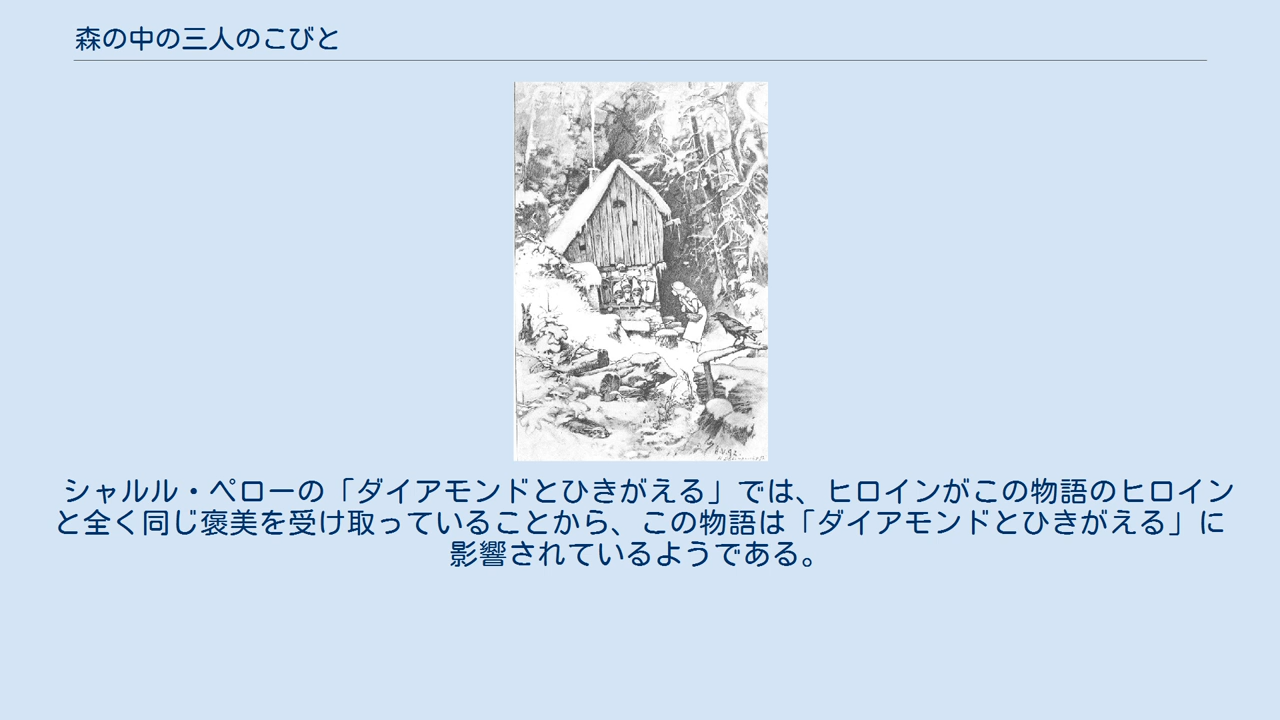 森の中の三人のこびと
シャルル・ペローの「ダイアモンドとひきがえる」では、ヒロインがこの物語のヒロイン
と全く同じ褒美を受け取っていることから、この物語は「ダイアモンドとひきがえる」に
影響されているようである。